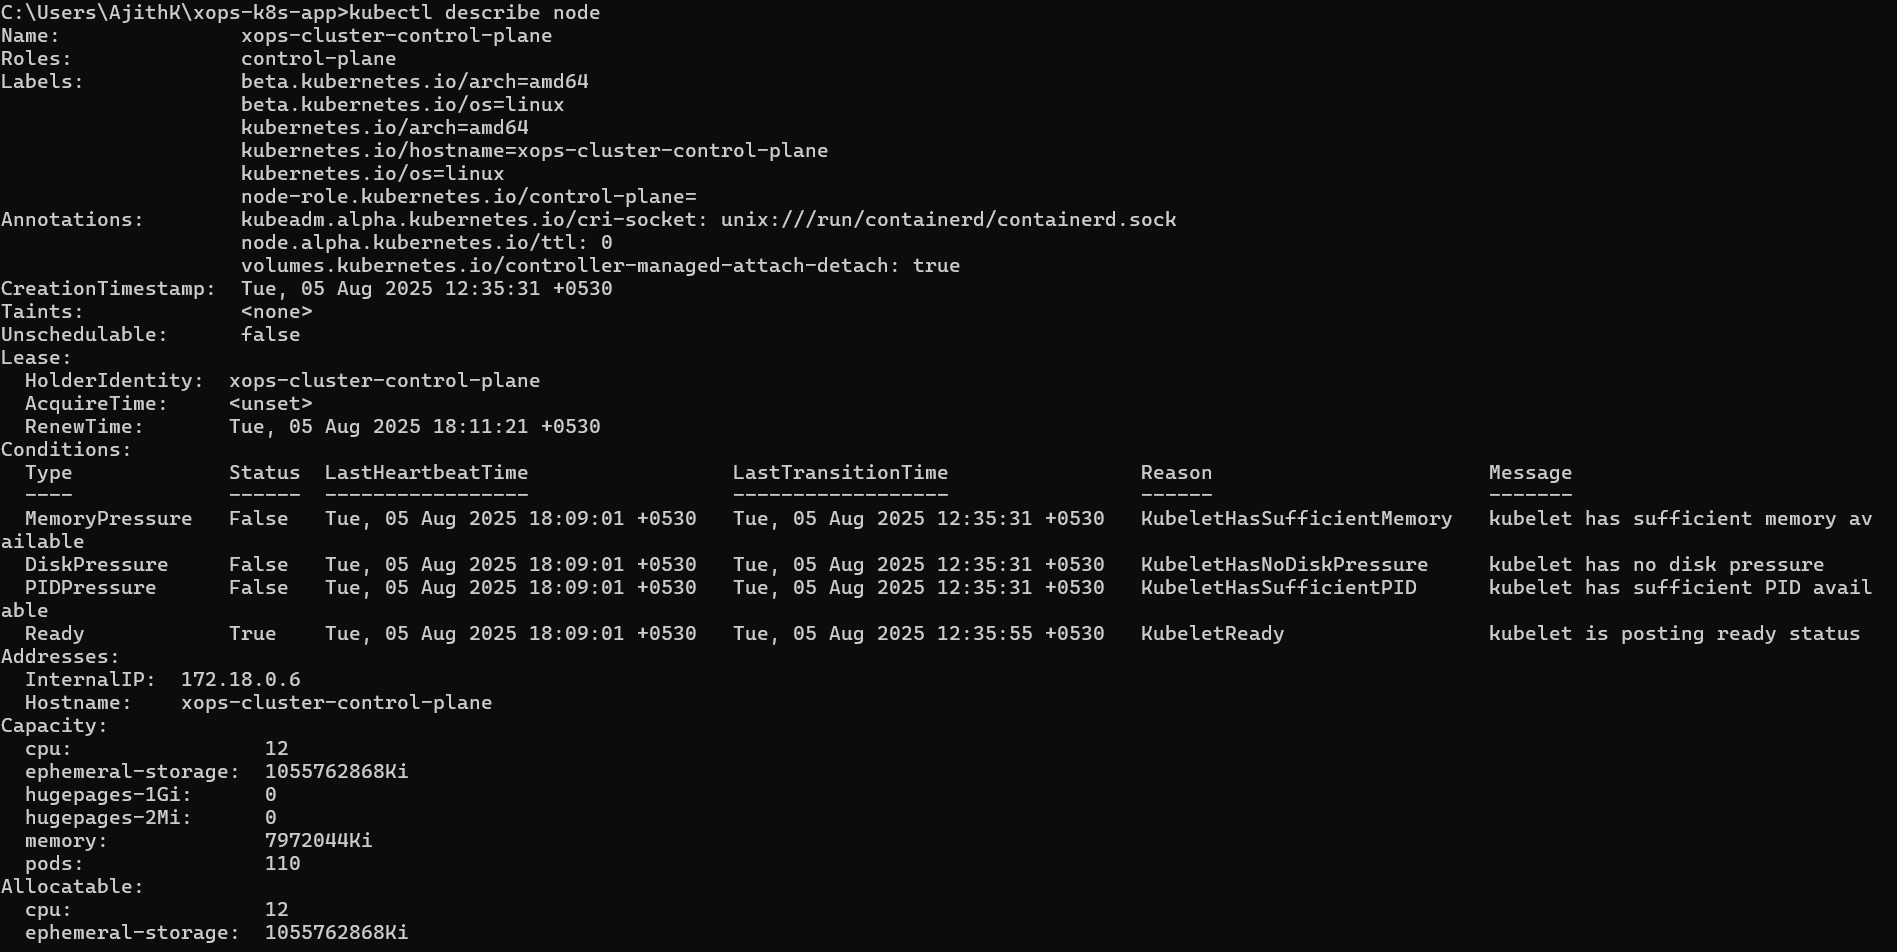 C:\Users\AjithK\xops-k8s-app>kubectl describe node
Name:               xops-cluster-control-plane
Roles:              control-plane
Labels:             beta.kubernetes.io/arch=amd64
                    beta.kubernetes.io/os=linux
                    kubernetes.io/arch=amd64
                    kubernetes.io/hostname=xops-cluster-control-plane
                    kubernetes.io/os=linux
                    node-role.kubernetes.io/control-plane=
Annotations:        kubeadm.alpha.kubernetes.io/cri-socket: unix:///run/containerd/containerd.sock
                    node.alpha.kubernetes.io/ttl: 0
                    volumes.kubernetes.io/controller-managed-attach-detach: true
CreationTimestamp:  Tue, 05 Aug 2025 12:35:31 +0530
Taints:             <none>
Unschedulable:      false
Lease:
  HolderIdentity:  xops-cluster-control-plane
  AcquireTime:     <unset>
  RenewTime:       Tue, 05 Aug 2025 18:11:21 +0530
Conditions:
  Type             Status  LastHeartbeatTime                 LastTransitionTime                Reason                       Message
  ----             ------  -----------------                 ------------------                ------                       -------
  MemoryPressure   False   Tue, 05 Aug 2025 18:09:01 +0530   Tue, 05 Aug 2025 12:35:31 +0530   KubeletHasSufficientMemory   kubelet has sufficient memory av
ailable
  DiskPressure     False   Tue, 05 Aug 2025 18:09:01 +0530   Tue, 05 Aug 2025 12:35:31 +0530   KubeletHasNoDiskPressure     kubelet has no disk pressure
  PIDPressure      False   Tue, 05 Aug 2025 18:09:01 +0530   Tue, 05 Aug 2025 12:35:31 +0530   KubeletHasSufficientPID      kubelet has sufficient PID avail
able
  Ready            True    Tue, 05 Aug 2025 18:09:01 +0530   Tue, 05 Aug 2025 12:35:55 +0530   KubeletReady                 kubelet is posting ready status
Addresses:
  InternalIP:  172.18.0.6
  Hostname:    xops-cluster-control-plane
Capacity:
  cpu:                12
  ephemeral-storage:  1055762868Ki
  hugepages-1Gi:      0
  hugepages-2Mi:      0
  memory:             7972044Ki
  pods:               110
Allocatable:
  cpu:                12
  ephemeral-storage:  1055762868Ki